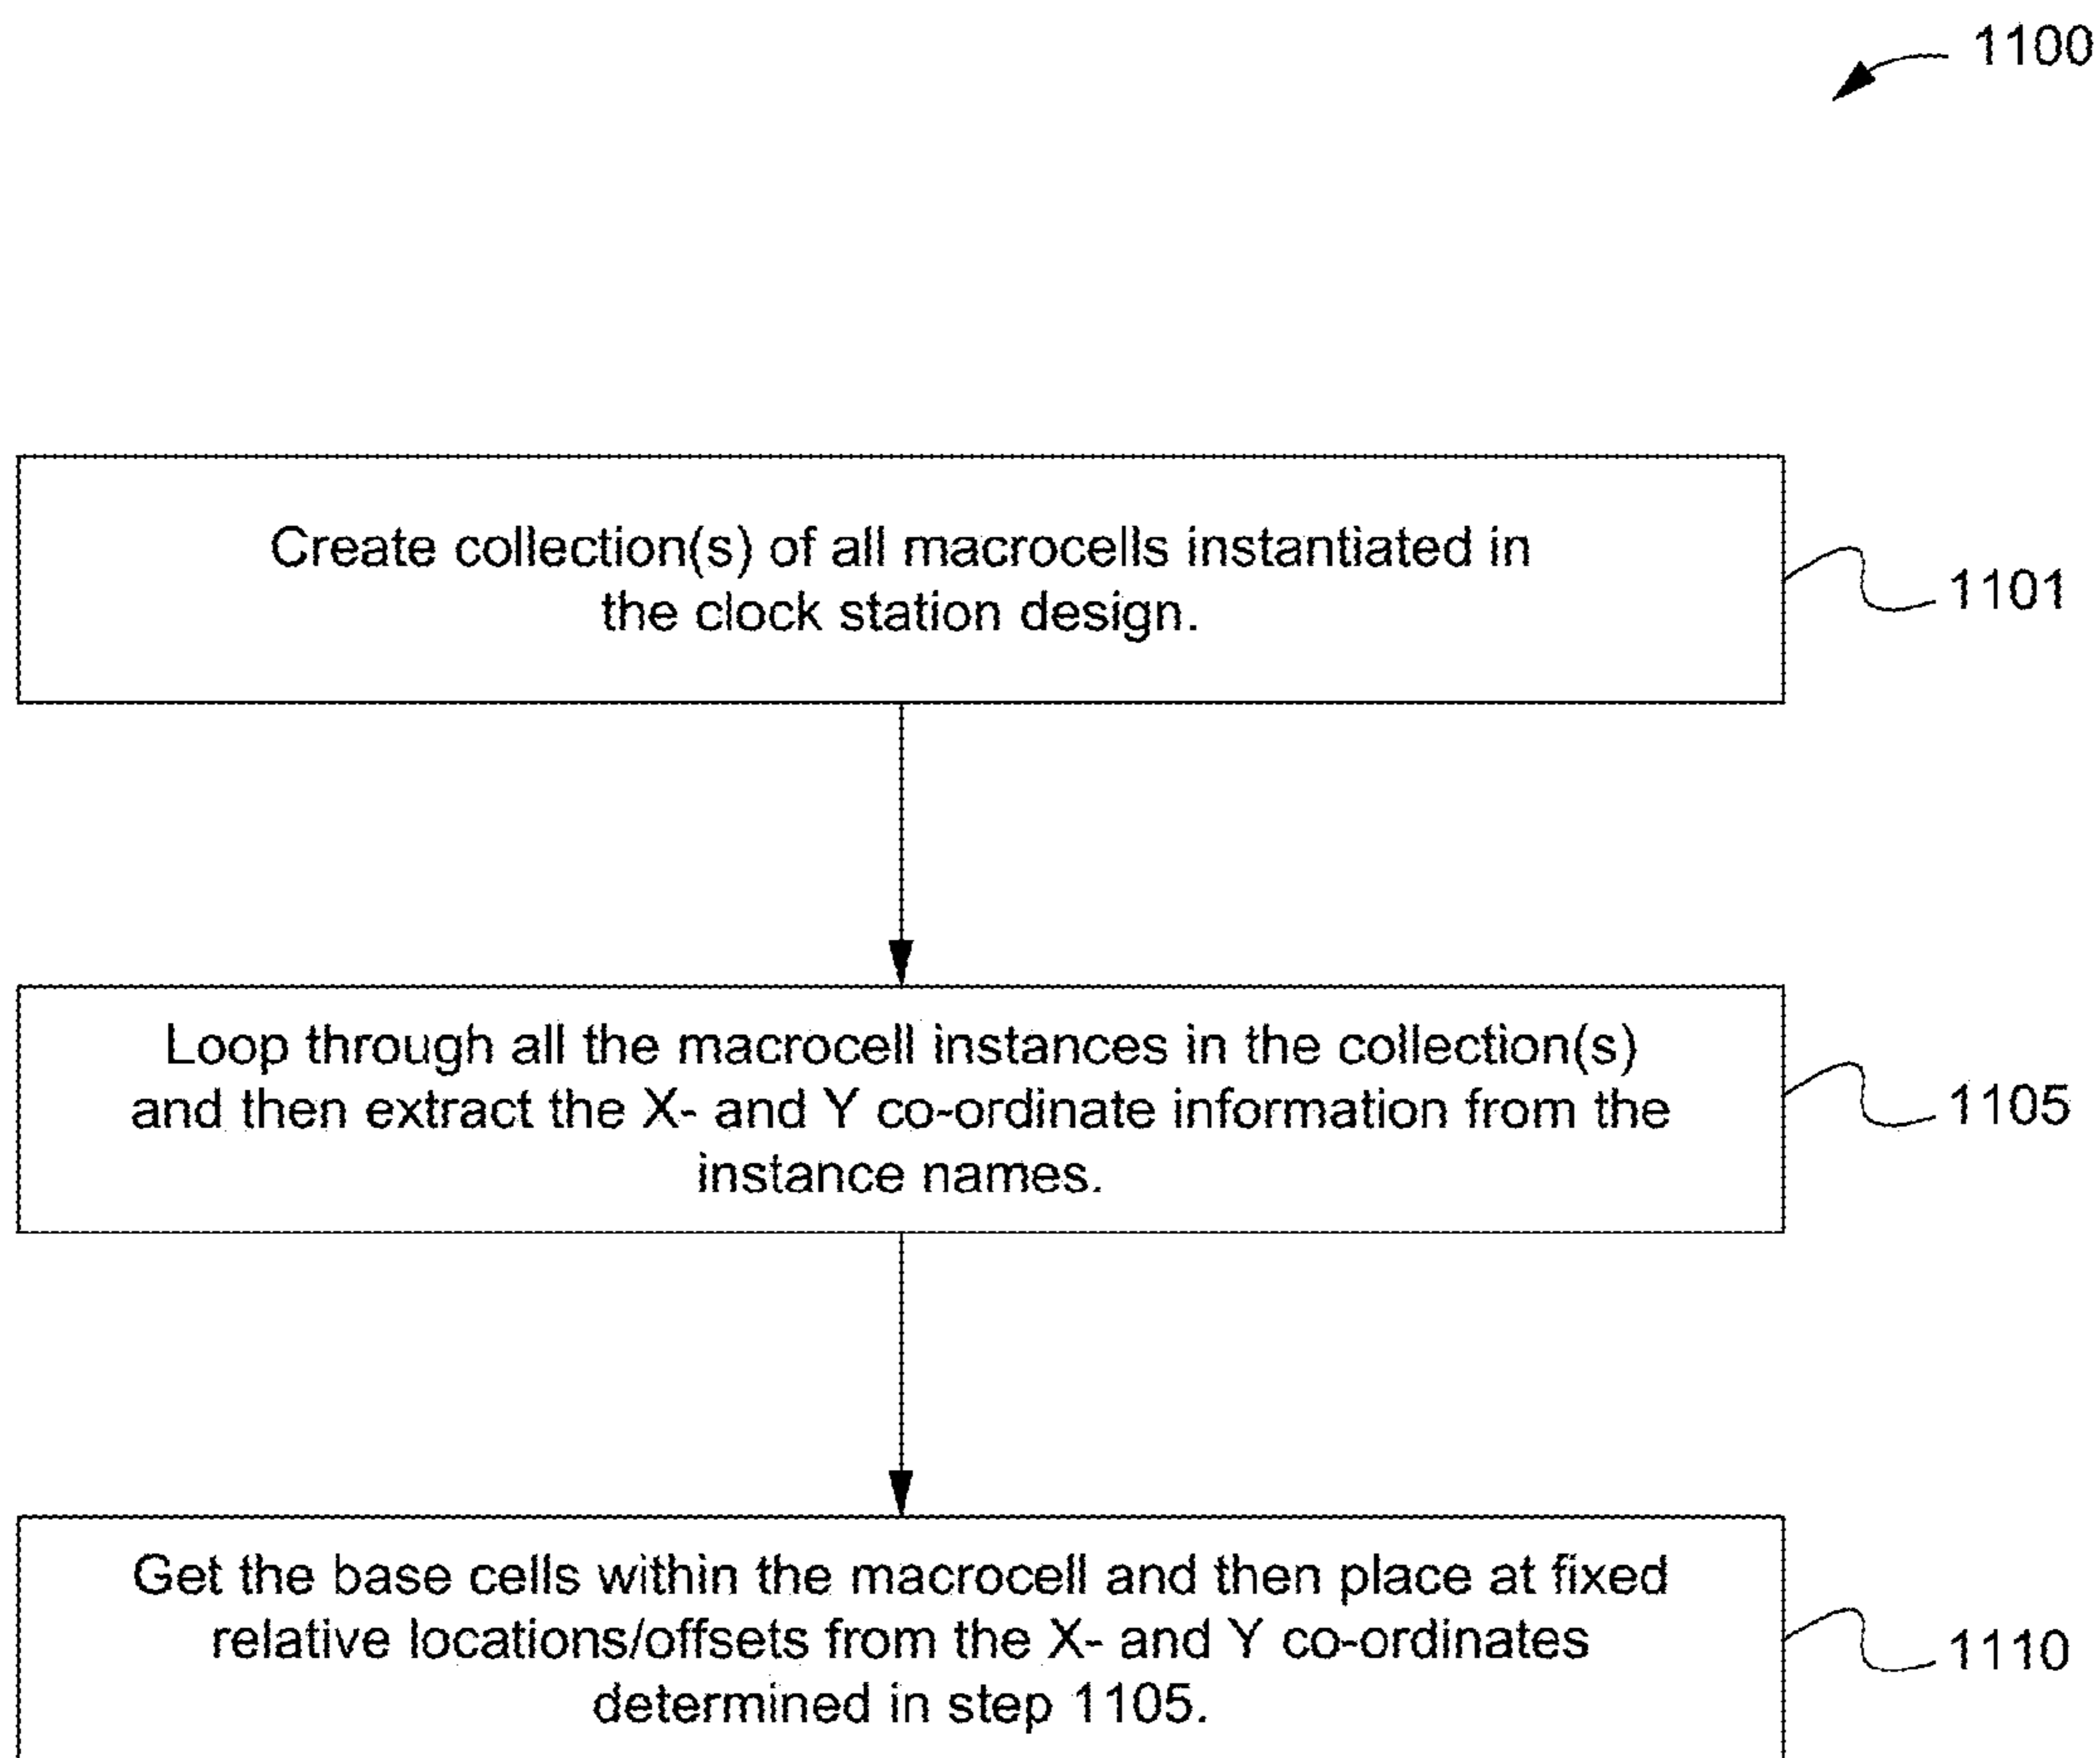 1100
Create collection(s) of all macrocells instantiated in
the clock station design.
1101
Loop through all the macrocell instances in the collection(s)
and then extract the X- and Y co-ordinate information from the
instance names.
1105
Get the base cells within the macrocell and then place at fixed
relative locations/offsets from the X- and Y co-ordinates
determined in step 1105.
1110